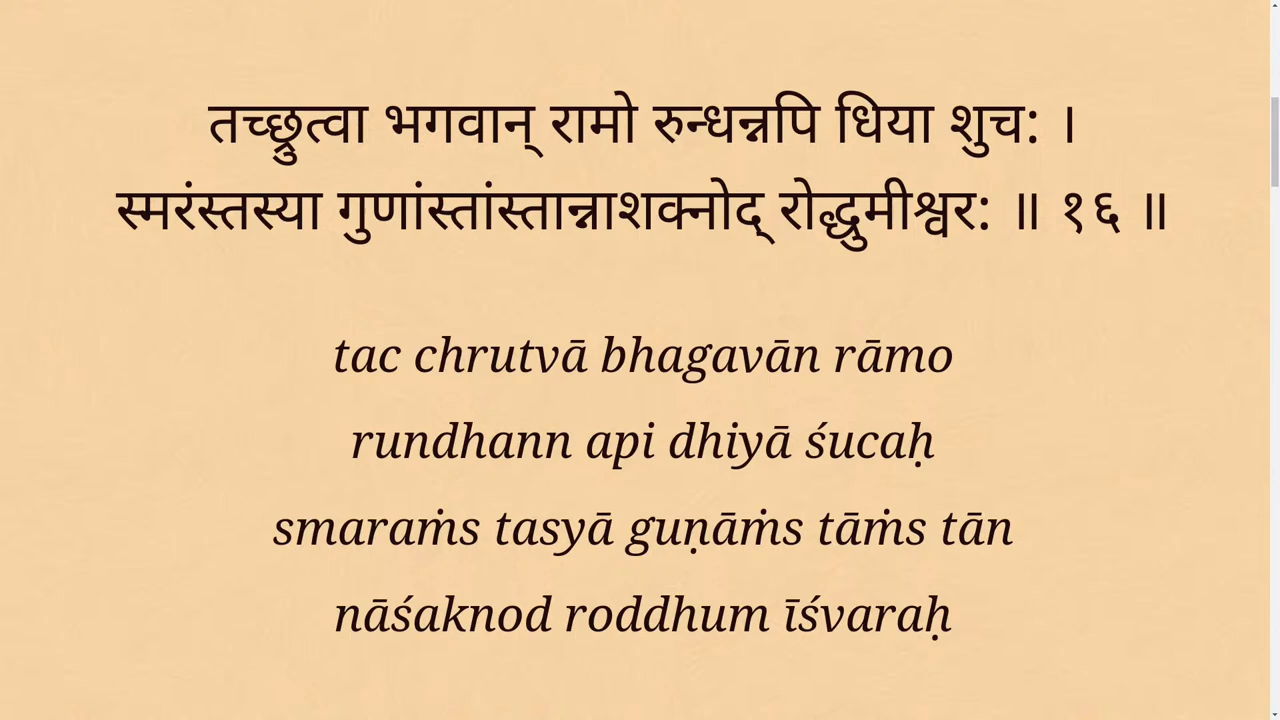 तच्छ्रुत्वा भगवान् रामो रुन्धन्नपि धिया शुच: ।
स्मरंस्तस्या गुणांस्तांस्तान्नाशक्नोद् रोद्धुमीश्वर: ॥ १६ ॥
tac chrutvā bhagavān rāmo
rundhann api dhiyā śucaḥ
smaraṁs tasyā guṇāṁs tāṁs tān
nāśaknod roddhum īśvaraḥ